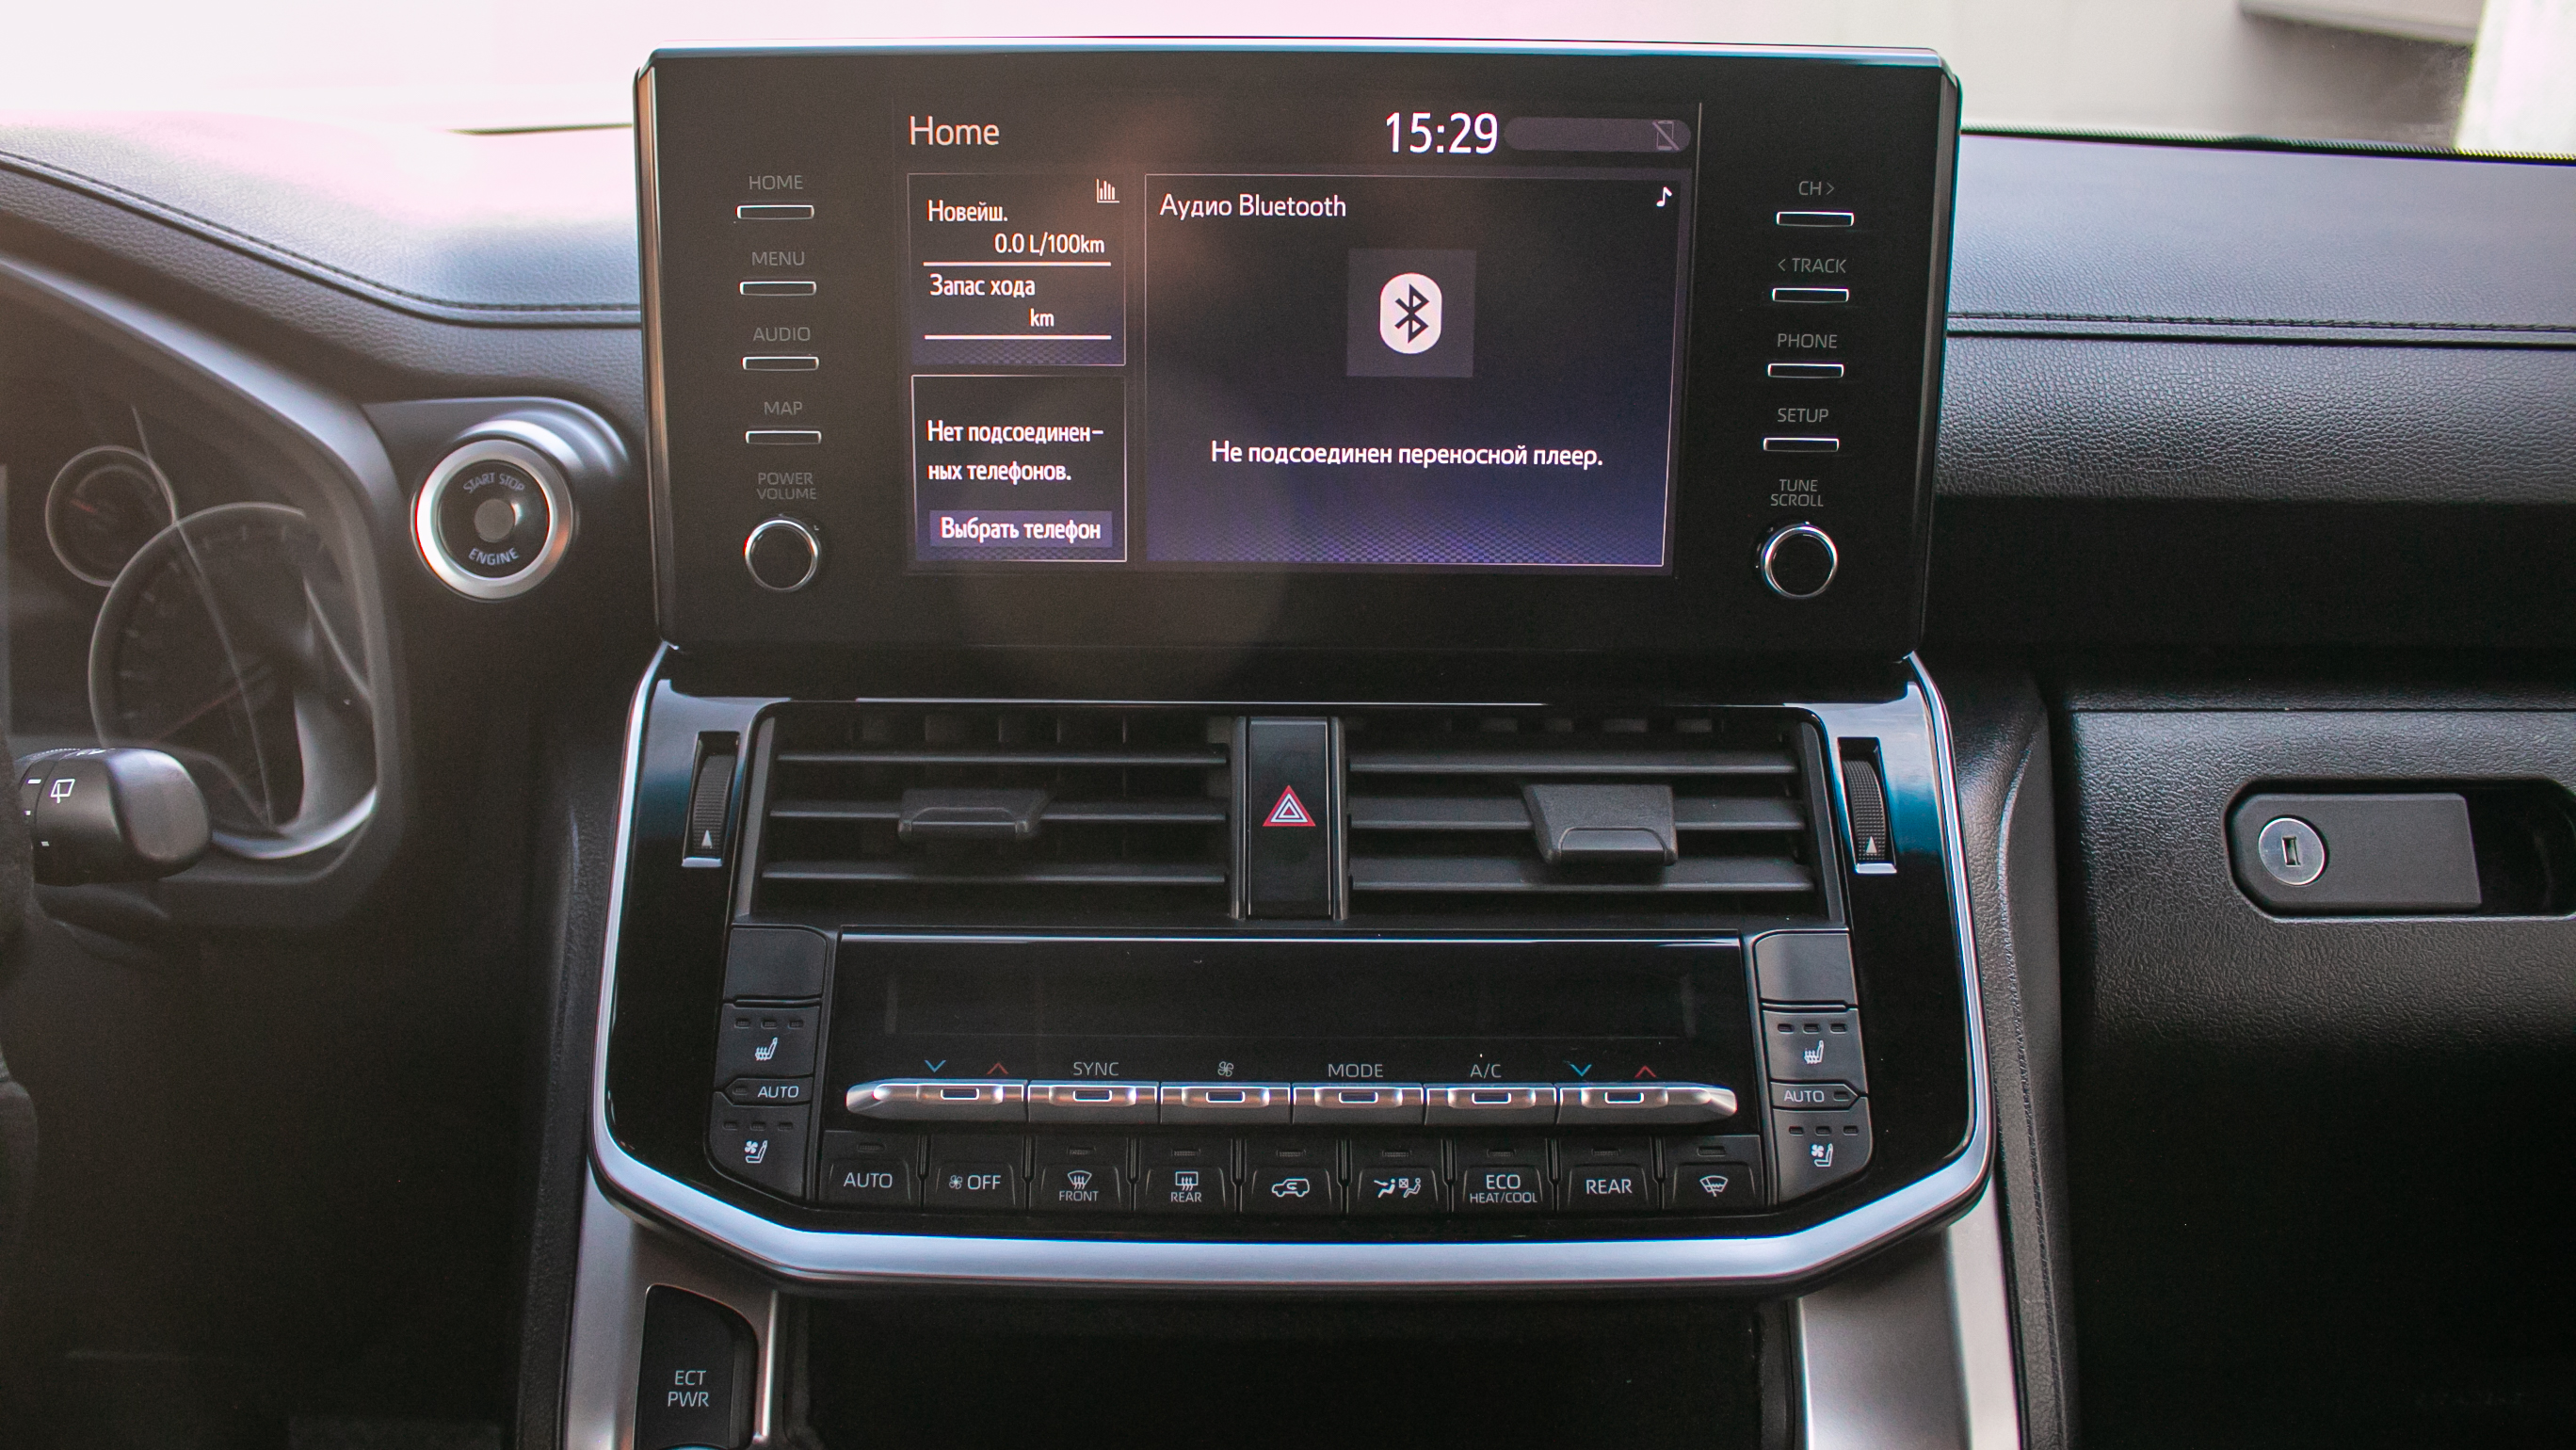 Home
15:29
HOME
MENU
AUDIO
MAP
POWER
VOLUME
Новейш.
0.0 L/100km
Запас хода
km
Нет подсоединен-
ных телефонов.
Выбрать телефон
Аудио Bluetooth
Не подсоединен переносной плеер.
CH >
< TRACK
PHONE
SETUP
TUNE
SCROLL
START STOP
ENGINE
SYNC
MODE
A/C
AUTO
AUTO
AUTO
OFF
FRONT
REAR
ECO
HEAT/COOL
REAR
ECT
PWR